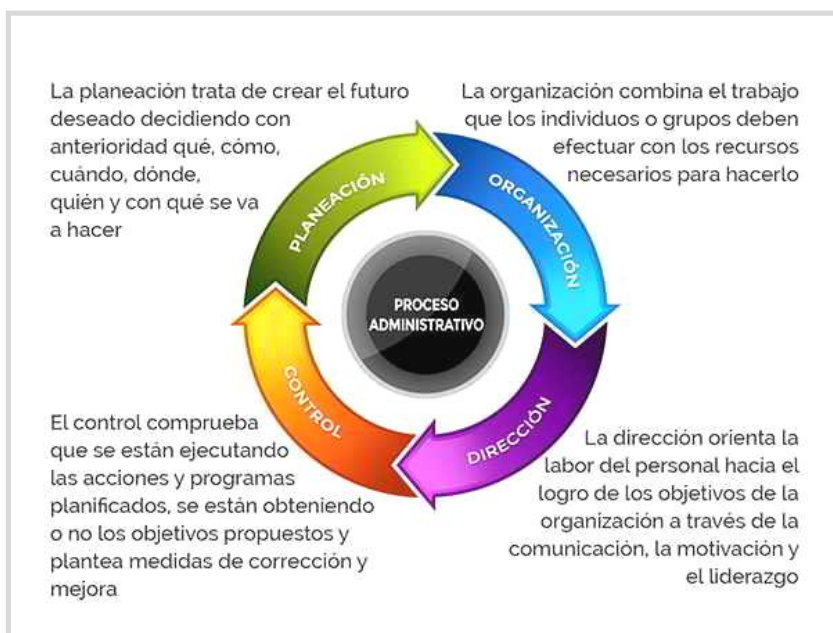 La planeación trata de crear el futuro
deseado decidiendo con
anterioridad qué, cómo,
cuándo, dónde,
quién y con qué se va
a hacer
La organización combina el trabajo
que los individuos o grupos deben
efectuar con los recursos
necesarios para hacerlo
PLANEACIÓN
ORGANIZACIÓN
PROCESO
ADMINISTRATIVO
CONTROL
DIRECCIÓN
El control comprueba
que se están ejecutando
las acciones y programas
planificados, se están obteniendo
o no los objetivos propuestos y
plantea medidas de corrección y
mejora
La dirección orienta la
labor del personal hacia el
logro de los objetivos de la
organización a través de la
comunicación, la motivación y
el liderazgo